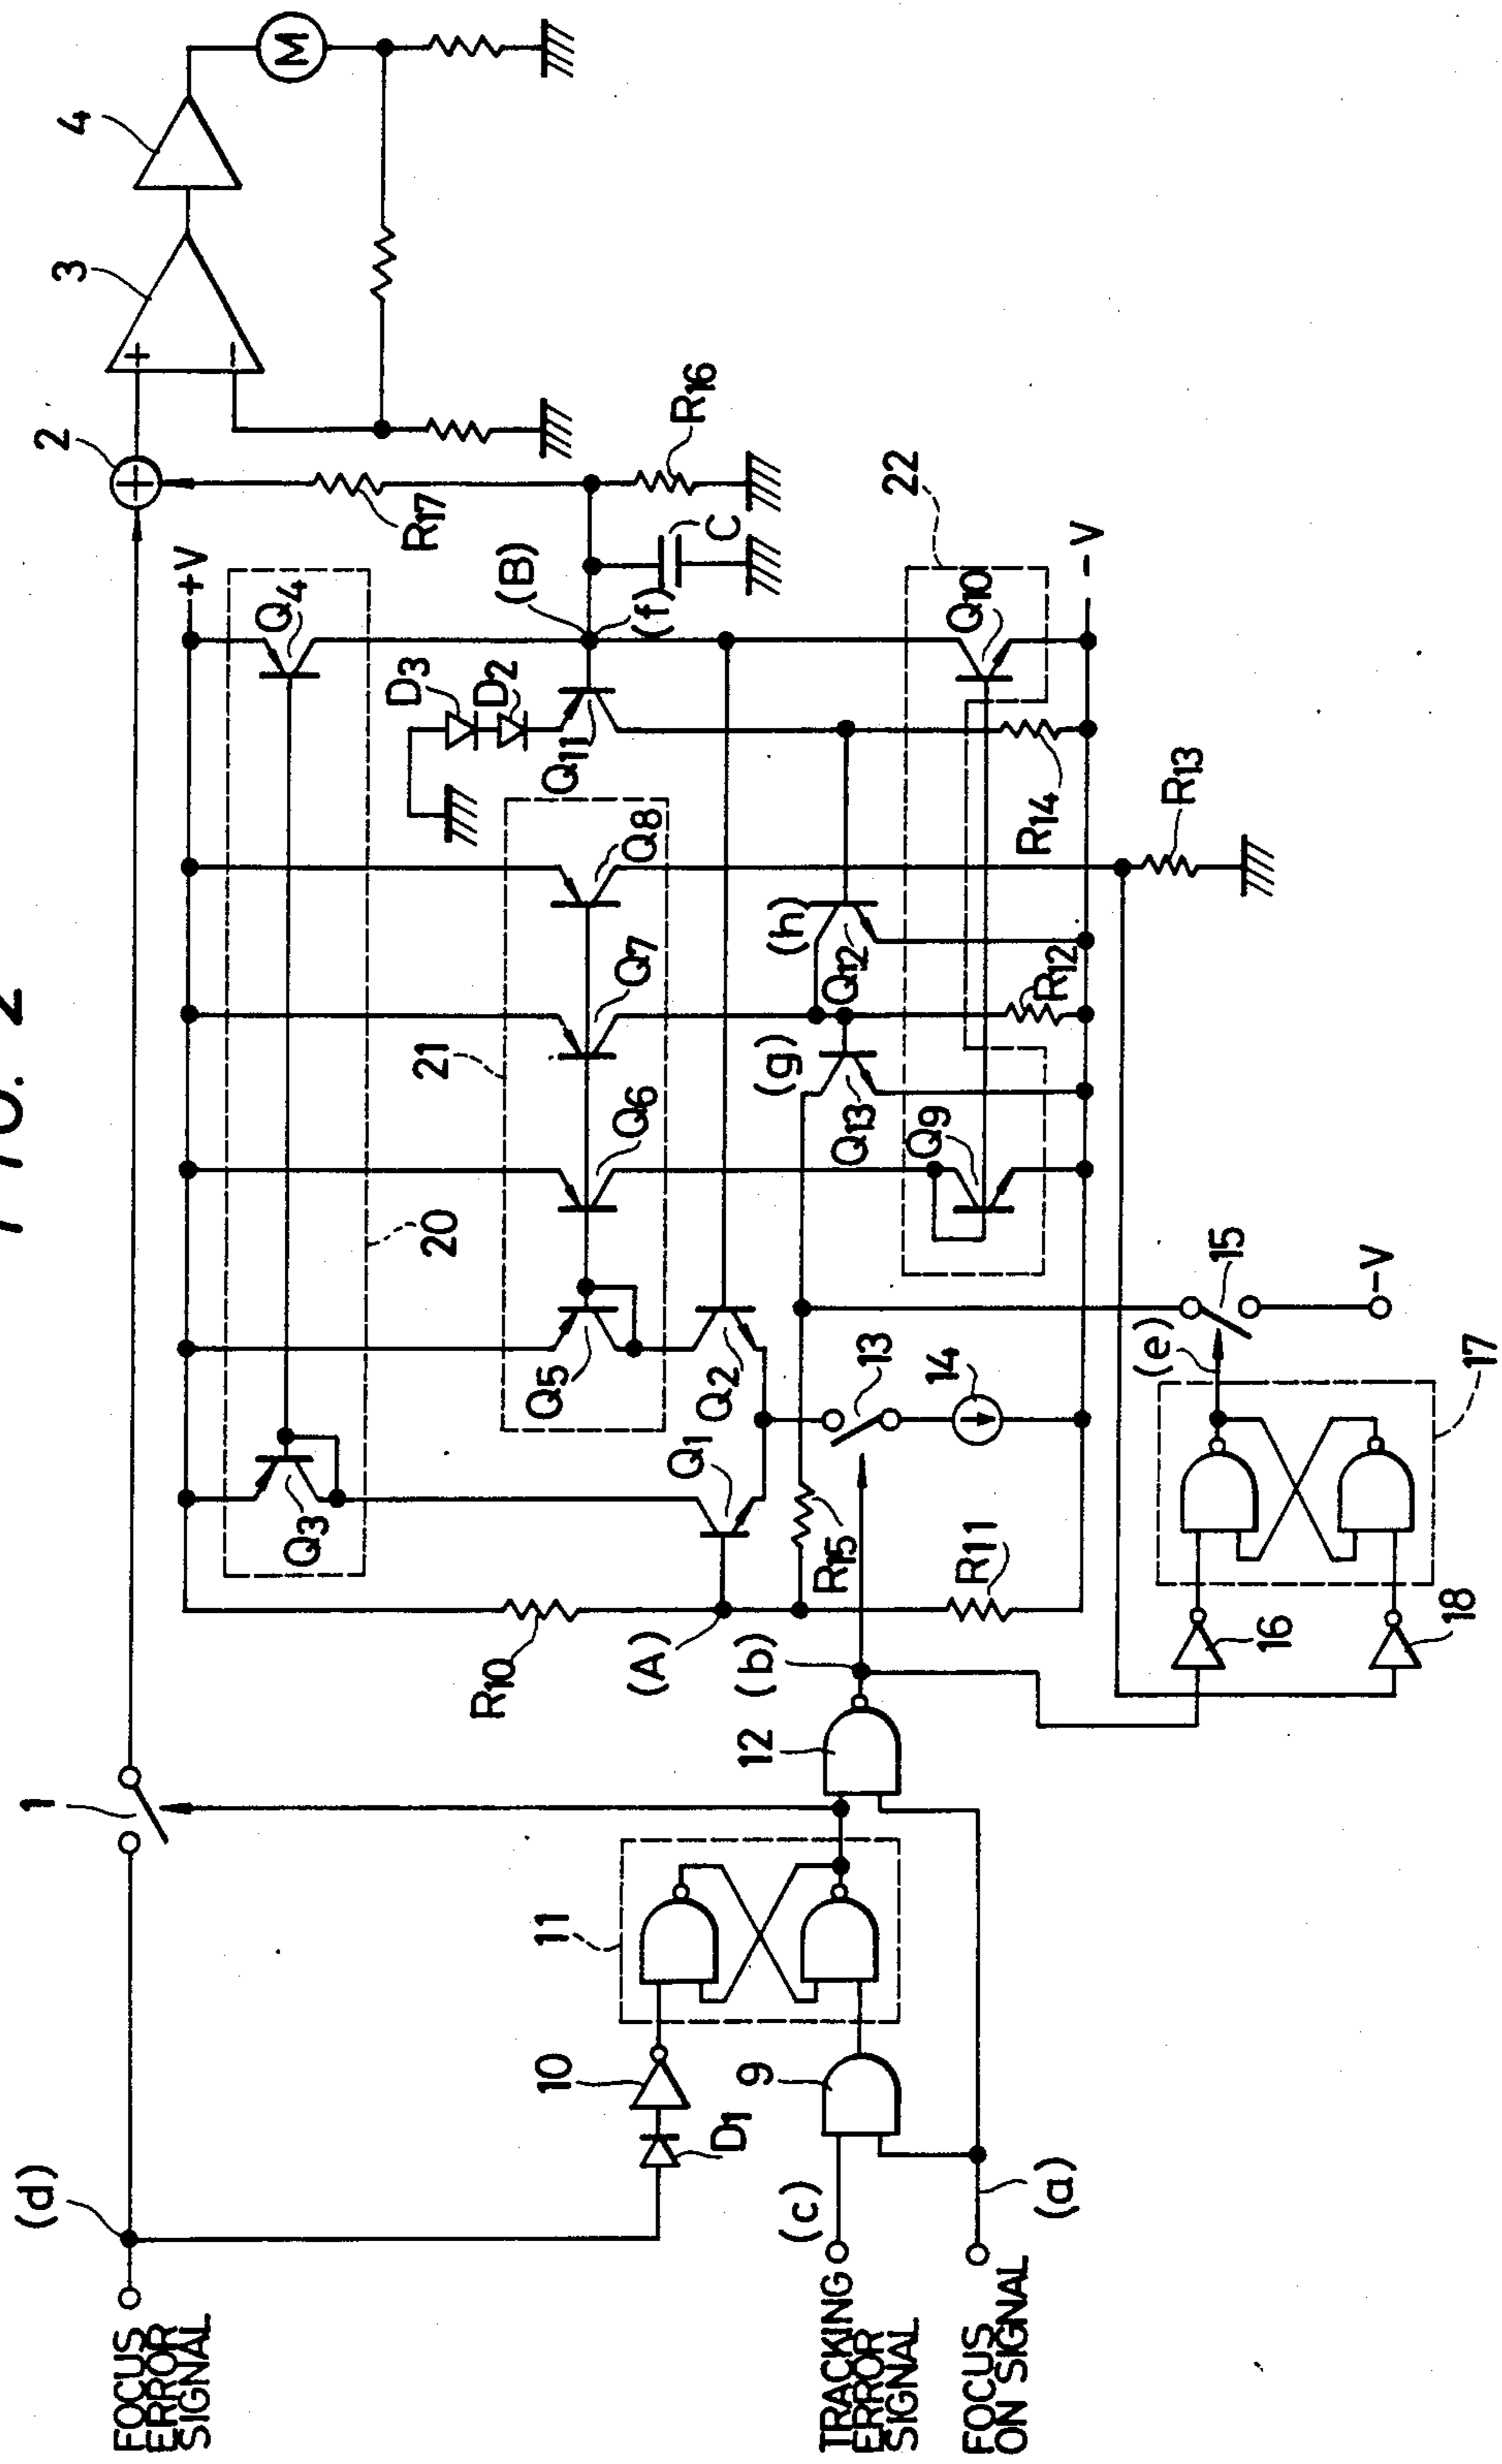 FIG. 2
FOCUS
ERROR
SIGNAL
(d)
1
2
3
4
M
+
−
+V
R17
R16
C
(B)
(f)
Q4
20
Q3
D3
D2
Q11
Q8
Q7
21
Q6
Q5
Q2
Q1
R10
(A)
(b)
12
11
10
D1
9
(c)
TRACKING
ERROR
SIGNAL
FOCUS
ON SIGNAL
(a)
R15
R11
13
14
(g)
(h)
Q13
Q12
Q9
Q10
22
R12
R14
−V
R13
15
(e)
−V
17
16
18